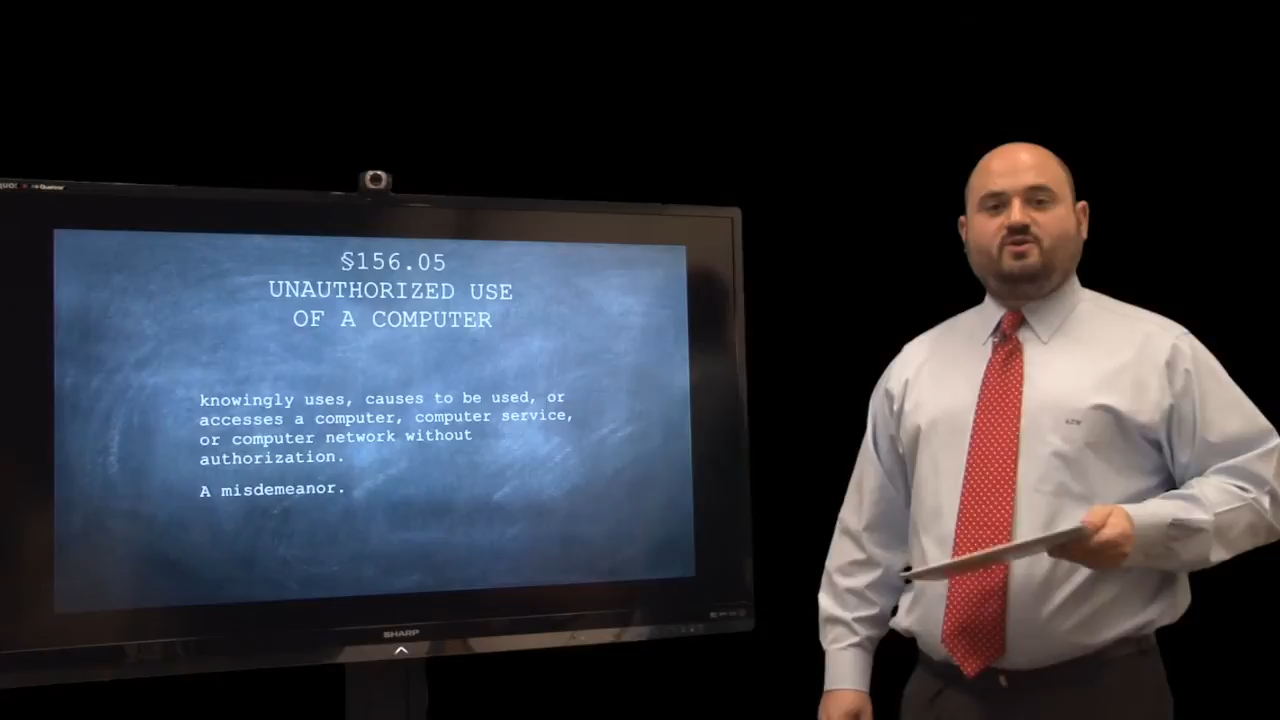 §156.05
UNAUTHORIZED USE
OF A COMPUTER
knowingly uses, causes to be used, or
accesses a computer, computer service,
or computer network without
authorization.
A misdemeanor.
SHARP